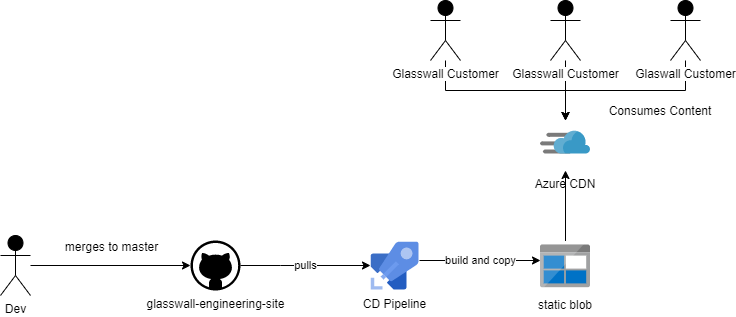 Glasswall Customer
Glasswall Customer
Glaswall Customer
Consumes Content
Azure CDN
merges to master
pulls
build and copy
Dev
glasswall-engineering-site
CD Pipeline
static blob